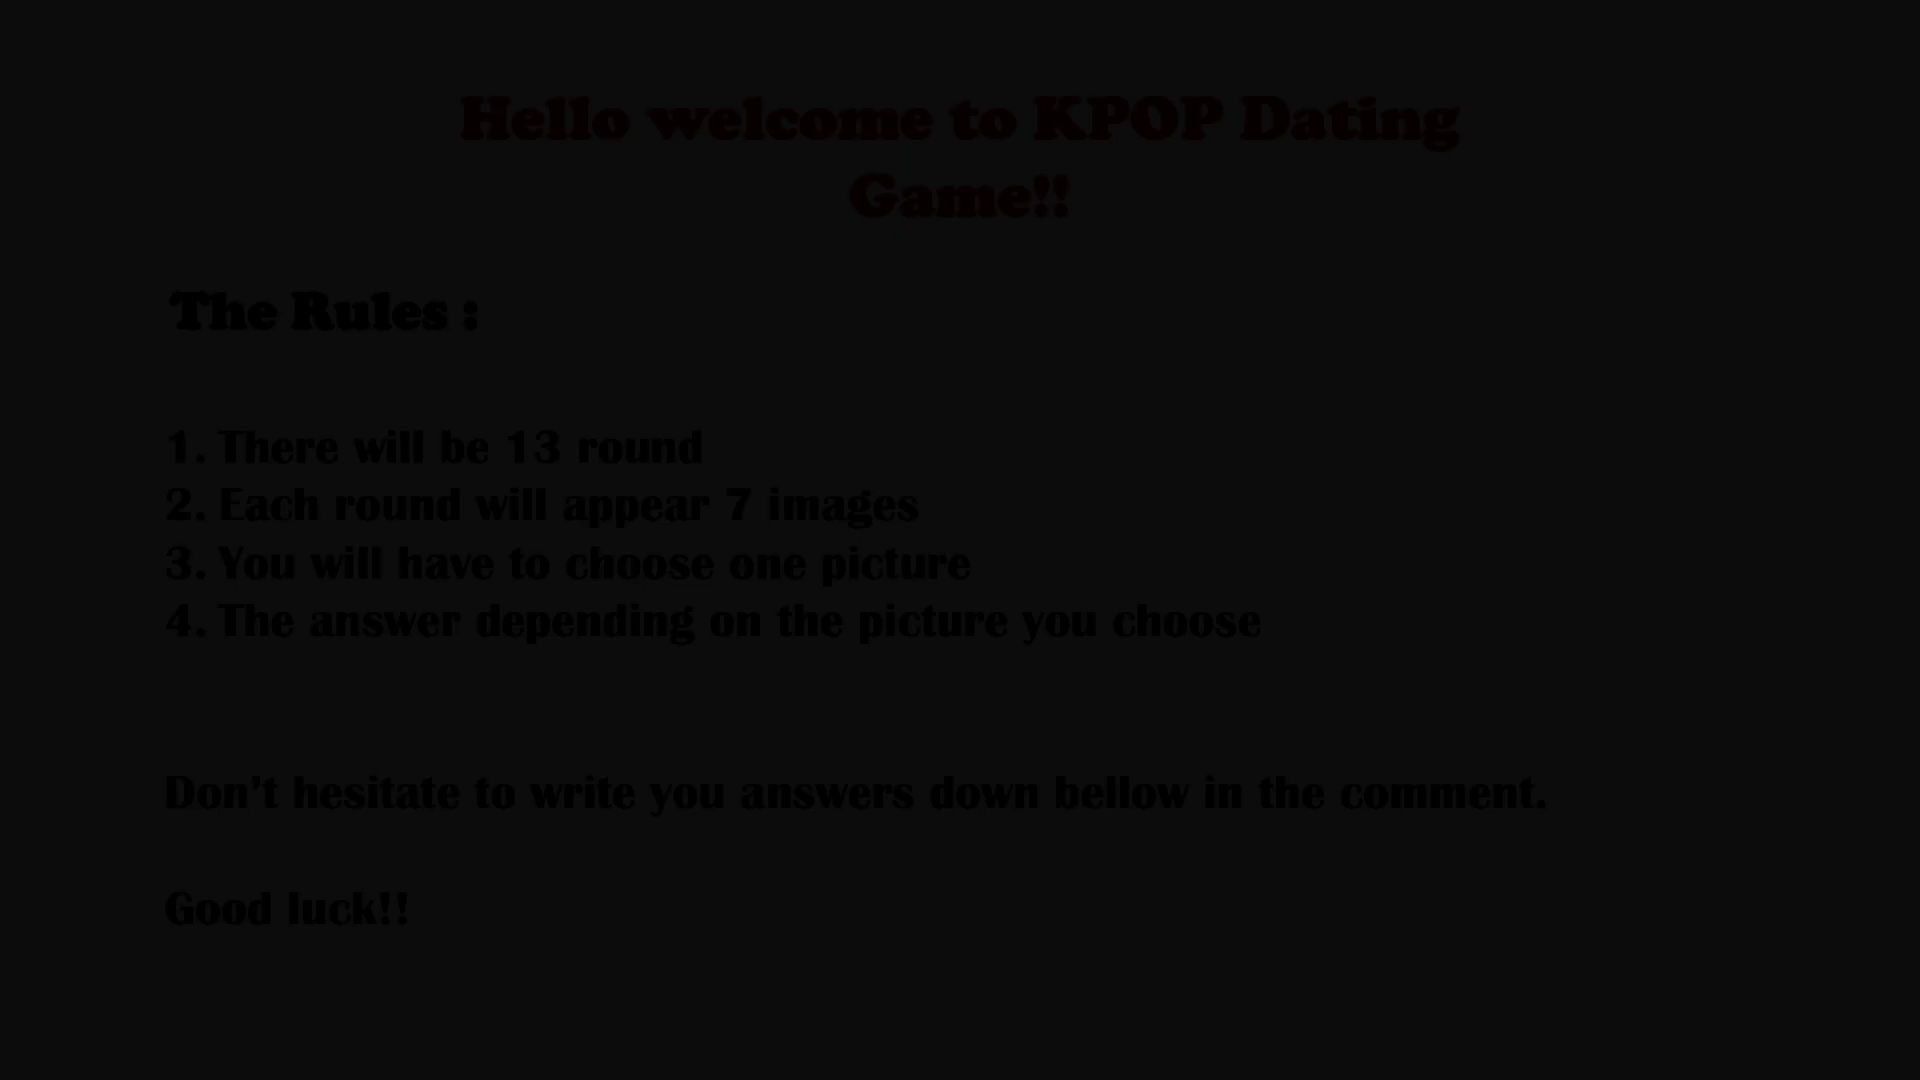 Hello welcome to KPOP Dating
Game!!
The Rules :
1. There will be 13 round
2. Each round will appear 7 images
3. You will have to choose one picture
4. The answer depending on the picture you choose
Don't hesitate to write you answers down bellow in the comment.
Good luck!!